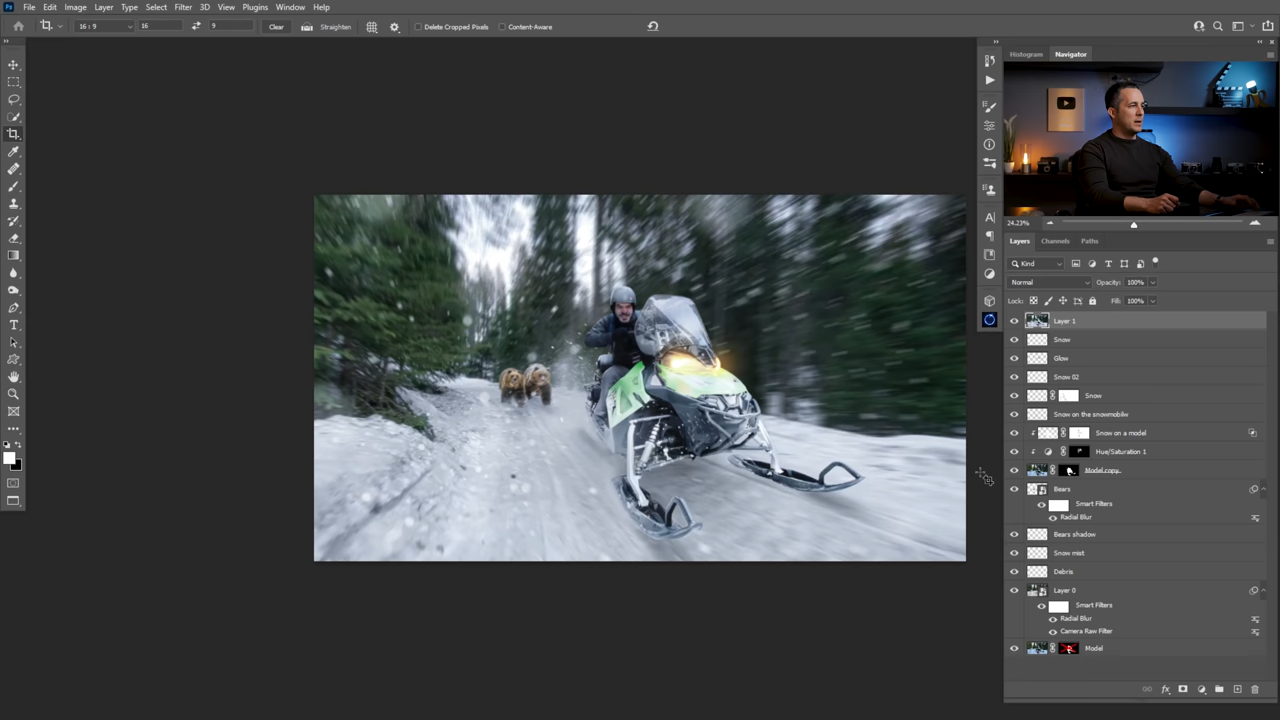 Ps File Edit Image Layer Type Select Filter 3D View Plugins Window Help
16 : 9 16 9 Clear Straighten Delete Cropped Pixels Content-Aware
Histogram Navigator
24.23%
Layers Channels Paths
Kind
Normal Opacity: 100%
Lock: Fill: 100%
Layer 1
Snow
Glow
Snow 02
Snow
Snow on the snowmobilw
Snow on a model
Hue/Saturation 1
Model copy
Bears
Smart Filters
Radial Blur
Bears shadow
Snow mist
Debris
Layer 0
Smart Filters
Radial Blur
Camera Raw Filter
Model